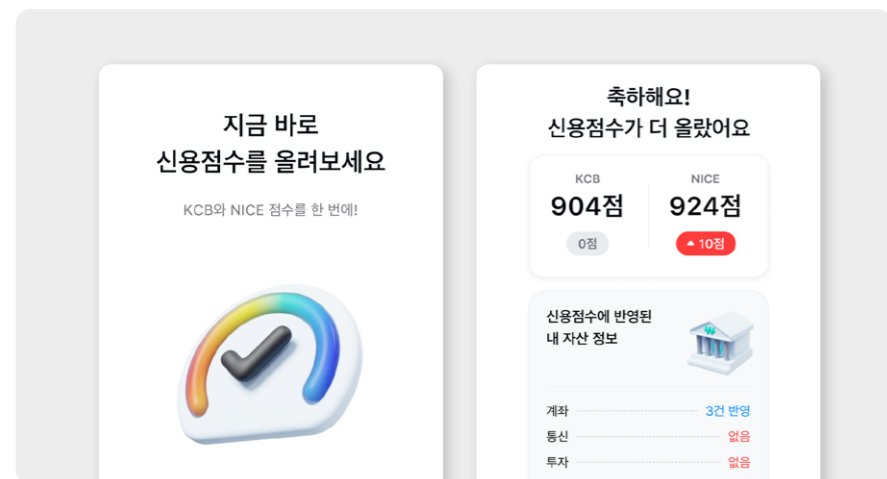 지금 바로
신용점수를 올려보세요
KCB와 NICE 점수를 한 번에!
축하해요!
신용점수가 더 올랐어요
KCB
904점
0점
NICE
924점
10점
신용점수에 반영된
내 자산 정보
계좌 3건 반영
통신 없음
투자 없음